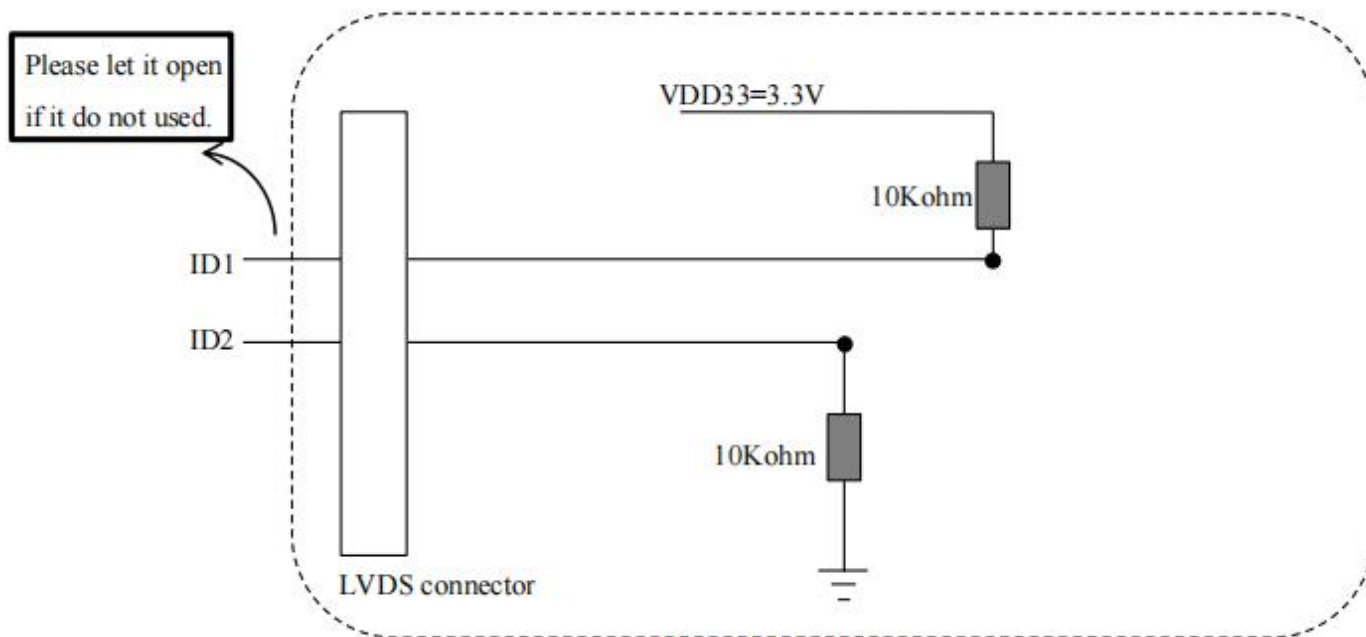 Please let it open
if it do not used.
VDD33=3.3V
10Kohm
ID1
ID2
10Kohm
LVDS connector